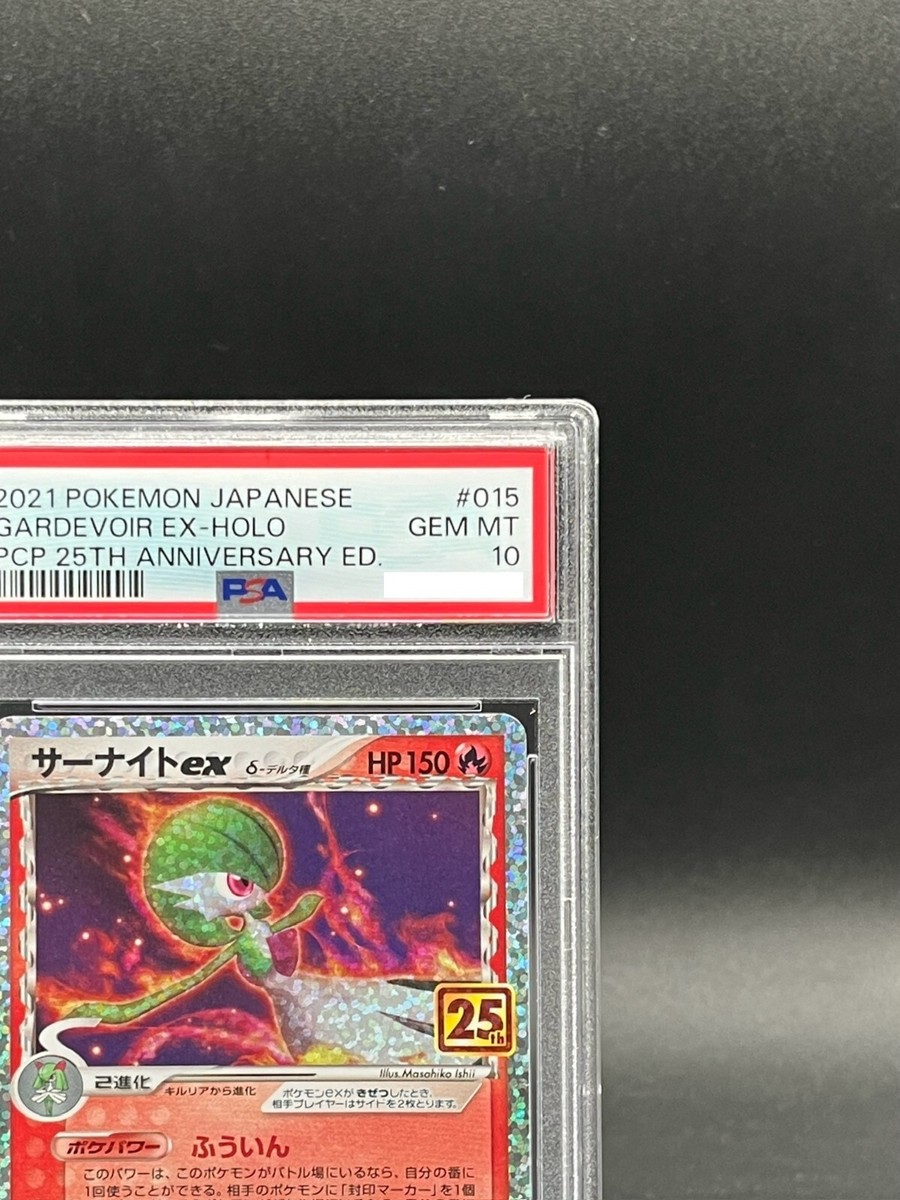 2021 POKEMON JAPANESE #015
GARDEVOIR EX-HOLO GEM MT
PCP 25TH ANNIVERSARY ED. 10
PSA
サーナイトex δ-デルタ種 HP150
25th
Illus.Masahiko Ishii
2進化 キルリアから進化
ポケモンexがきぜつしたとき、
相手プレイヤーはサイドを2枚とります。
ポケパワー ふういん
このパワーは、このポケモンがバトル場にいるなら、自分の番に
1回使うことができる。相手のポケモンに「封印マーカー」を1個